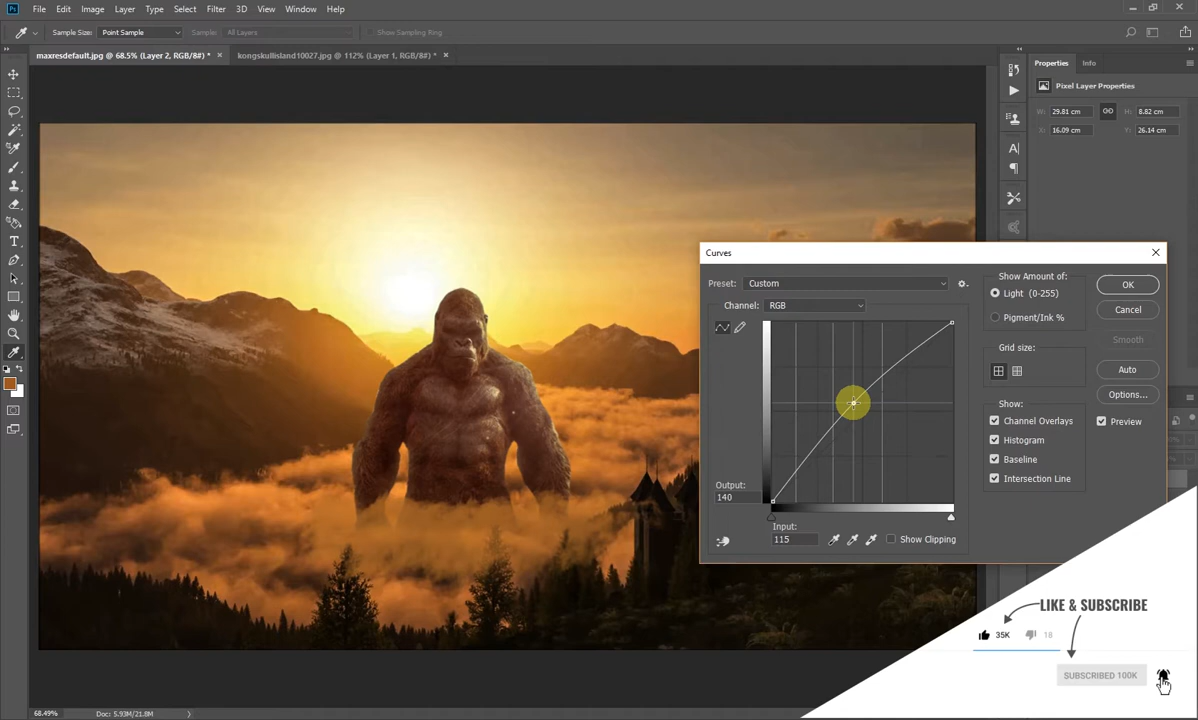 Ps File Edit Image Layer Type Select Filter 3D View Window Help
Sample Size: Point Sample Sample: All Layers Show Sampling Ring
maxresdefault.jpg @ 68.5% (Layer 2, RGB/8#) * × kongskullisland10027.jpg @ 112% (Layer 1, RGB/8#) * ×
Properties Info
Pixel Layer Properties
W: 29.81 cm H: 8.82 cm
X: 16.09 cm Y: 26.14 cm
Curves
Preset: Custom
Channel: RGB
Output:
140
Input:
115
Show Clipping
Show Amount of:
Light (0-255)
Pigment/Ink %
Grid size:
Show:
Channel Overlays
Histogram
Baseline
Intersection Line
OK
Cancel
Smooth
Auto
Options...
Preview
LIKE & SUBSCRIBE
35K 18
SUBSCRIBED 100K
68.49% Doc: 5.93M/21.8M